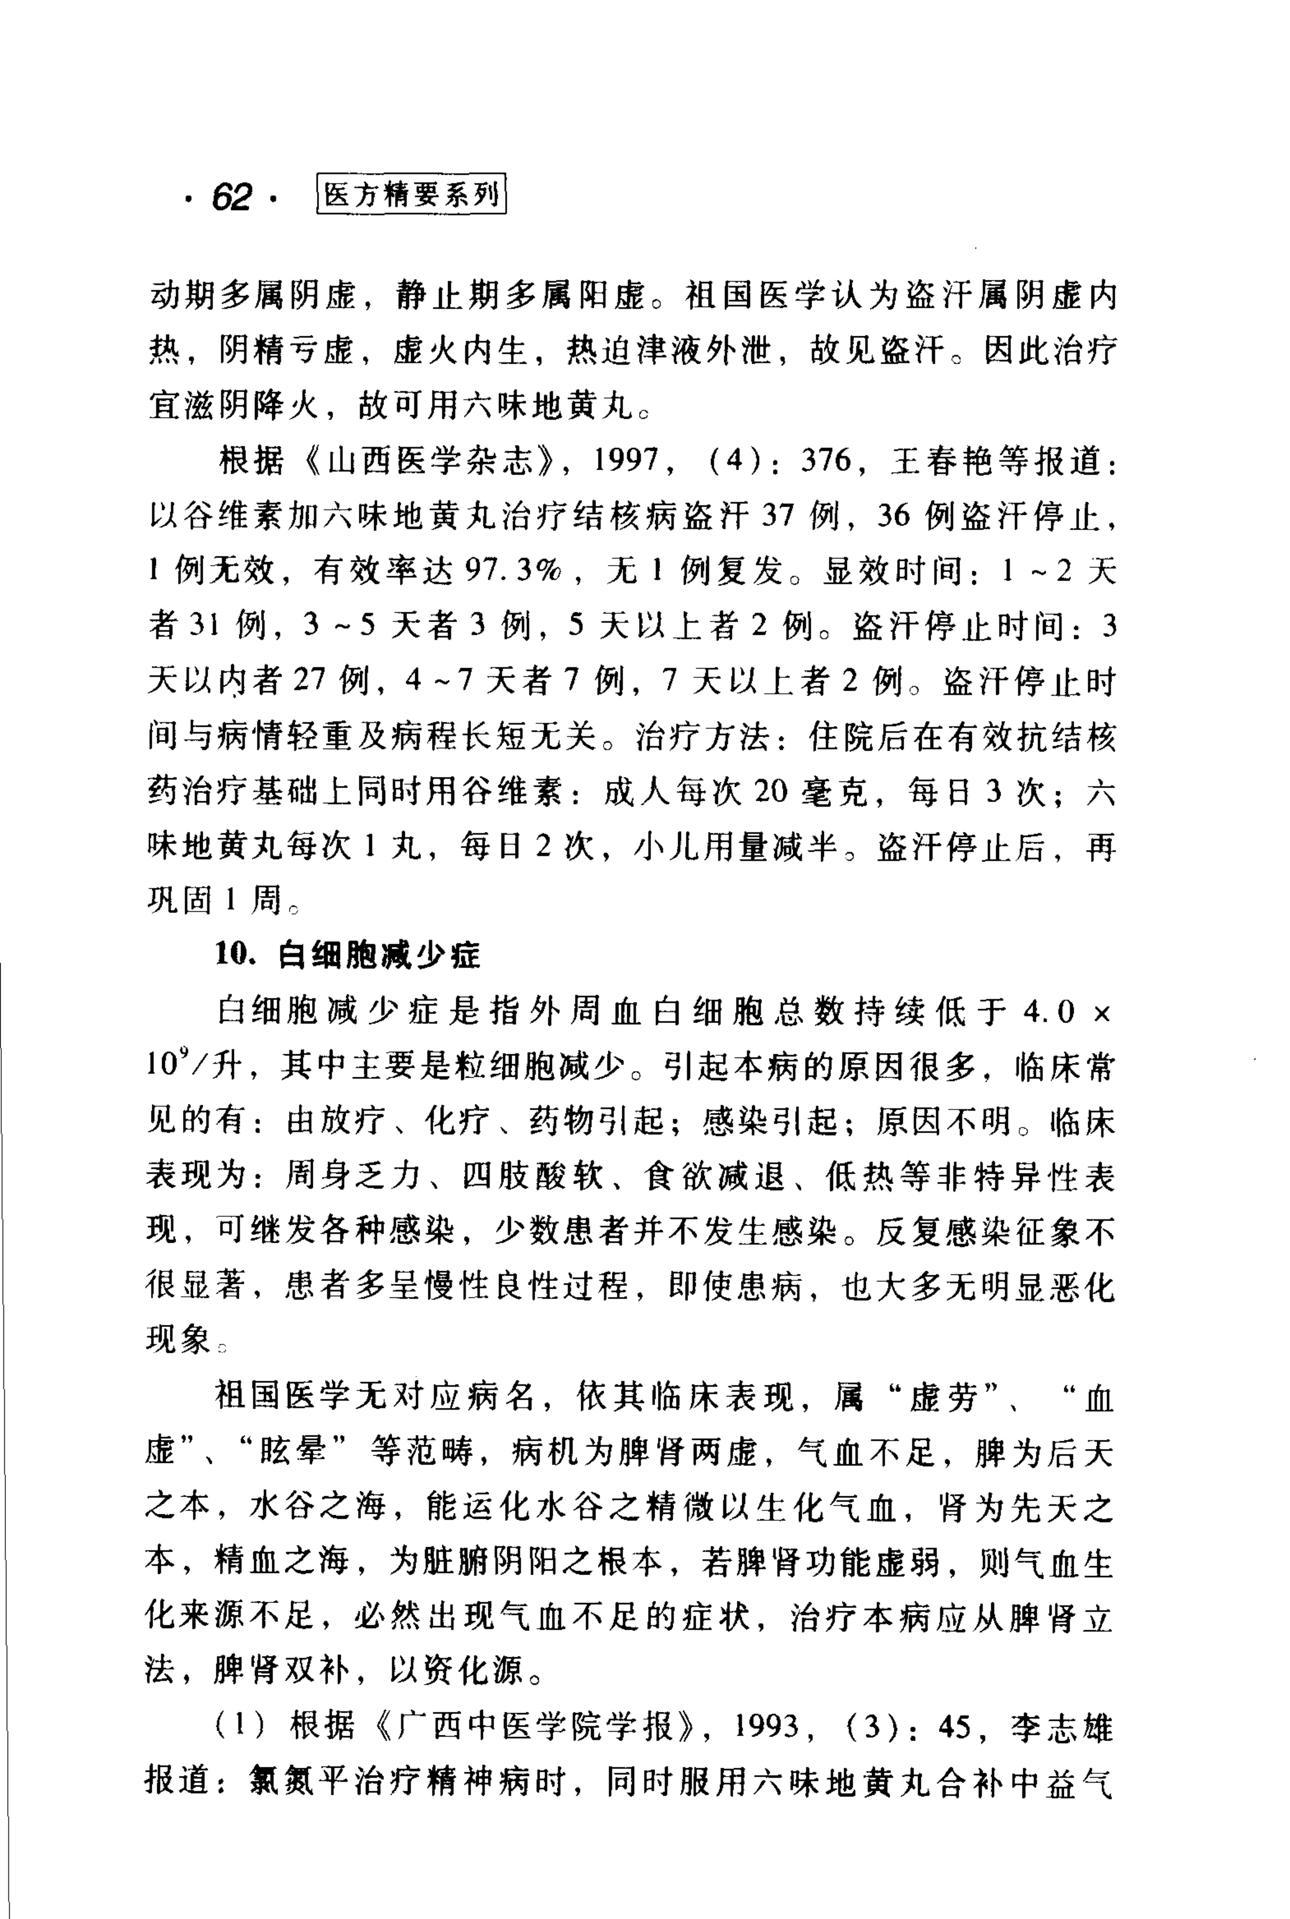 ·62· 医方精要系列
动期多属阴虚，静止期多属阳虚。祖国医学认为盗汗属阴虚内
热，阴精亏虚，虚火内生，热迫津液外泄，故见盗汗。因此治疗
宜滋阴降火，故可用六味地黄丸。
根据《山西医学杂志》，1997，（4）：376，王春艳等报道：
以谷维素加六味地黄丸治疗结核病盗汗 37 例，36 例盗汗停止，
1 例无效，有效率达 97.3%，无 1 例复发。显效时间：1～2 天
者 31 例，3～5 天者 3 例，5 天以上者 2 例。盗汗停止时间：3
天以内者 27 例，4～7 天者 7 例，7 天以上者 2 例。盗汗停止时
间与病情轻重及病程长短无关。治疗方法：住院后在有效抗结核
药治疗基础上同时用谷维素：成人每次 20 毫克，每日 3 次；六
味地黄丸每次 1 丸，每日 2 次，小儿用量减半。盗汗停止后，再
巩固 1 周。
10. 白细胞减少症
白细胞减少症是指外周血白细胞总数持续低于 4.0 ×
10⁹/升，其中主要是粒细胞减少。引起本病的原因很多，临床常
见的有：由放疗、化疗、药物引起；感染引起；原因不明。临床
表现为：周身乏力、四肢酸软、食欲减退、低热等非特异性表
现，可继发各种感染，少数患者并不发生感染。反复感染征象不
很显著，患者多呈慢性良性过程，即使患病，也大多无明显恶化
现象。
祖国医学无对应病名，依其临床表现，属“虚劳”、“血
虚”、“眩晕”等范畴，病机为脾肾两虚，气血不足，脾为后天
之本，水谷之海，能运化水谷之精微以生化气血，肾为先天之
本，精血之海，为脏腑阴阳之根本，若脾肾功能虚弱，则气血生
化来源不足，必然出现气血不足的症状，治疗本病应从脾肾立
法，脾肾双补，以资化源。
（1）根据《广西中医学院学报》，1993，（3）：45，李志雄
报道：氯氮平治疗精神病时，同时服用六味地黄丸合补中益气